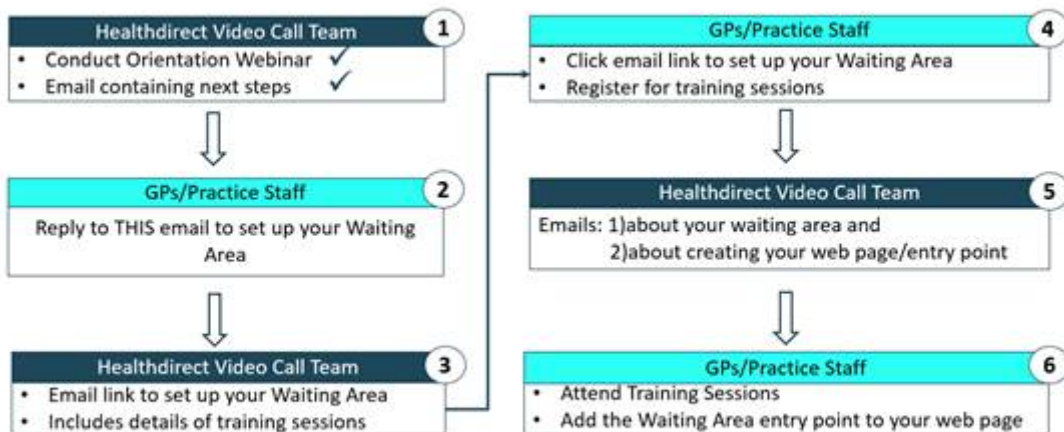 Healthdirect Video Call Team 1
• Conduct Orientation Webinar ✓
• Email containing next steps ✓
GPs/Practice Staff 2
Reply to THIS email to set up your Waiting
Area
Healthdirect Video Call Team 3
• Email link to set up your Waiting Area
• Includes details of training sessions
GPs/Practice Staff 4
• Click email link to set up your Waiting Area
• Register for training sessions
Healthdirect Video Call Team 5
Emails: 1)about your waiting area and
2)about creating your web page/entry point
GPs/Practice Staff 6
• Attend Training Sessions
• Add the Waiting Area entry point to your web page